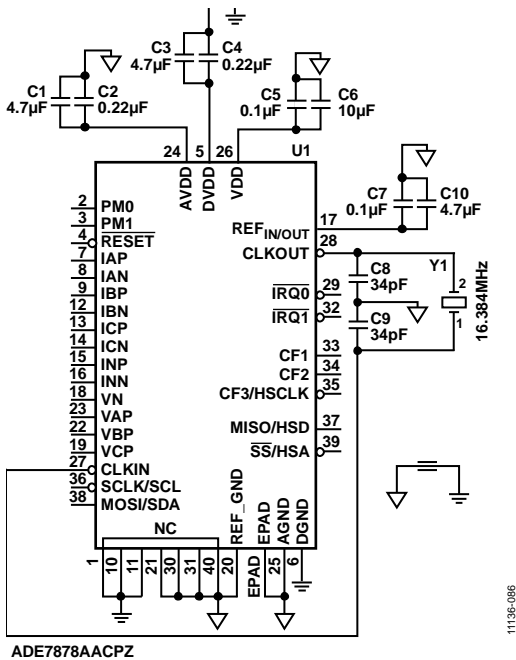 C3 4.7µF
C4 0.22µF
C1 4.7µF
C2 0.22µF
C5 0.1µF
C6 10µF
24 5 26 U1
AVDD DVDD VDD
C7 0.1µF
C10 4.7µF
2 PM0
3 PM1
4 RESET
7 IAP
8 IAN
9 IBP
12 IBN
13 ICP
14 ICN
15 INP
16 INN
18 VN
23 VAP
22 VBP
19 VCP
27 CLKIN
36 SCLK/SCL
38 MOSI/SDA
REFIN/OUT 17
CLKOUT 28
IRQ0 29
IRQ1 32
CF1 33
CF2 34
CF3/HSCLK 35
MISO/HSD 37
SS/HSA 39
C8 34pF
C9 34pF
Y1
2
1
16.384MHz
NC
REF_GND EPAD AGND DGND
1 10 11 21 30 31 40 20 EPAD 25 6
ADE7878AACPZ
11136-086